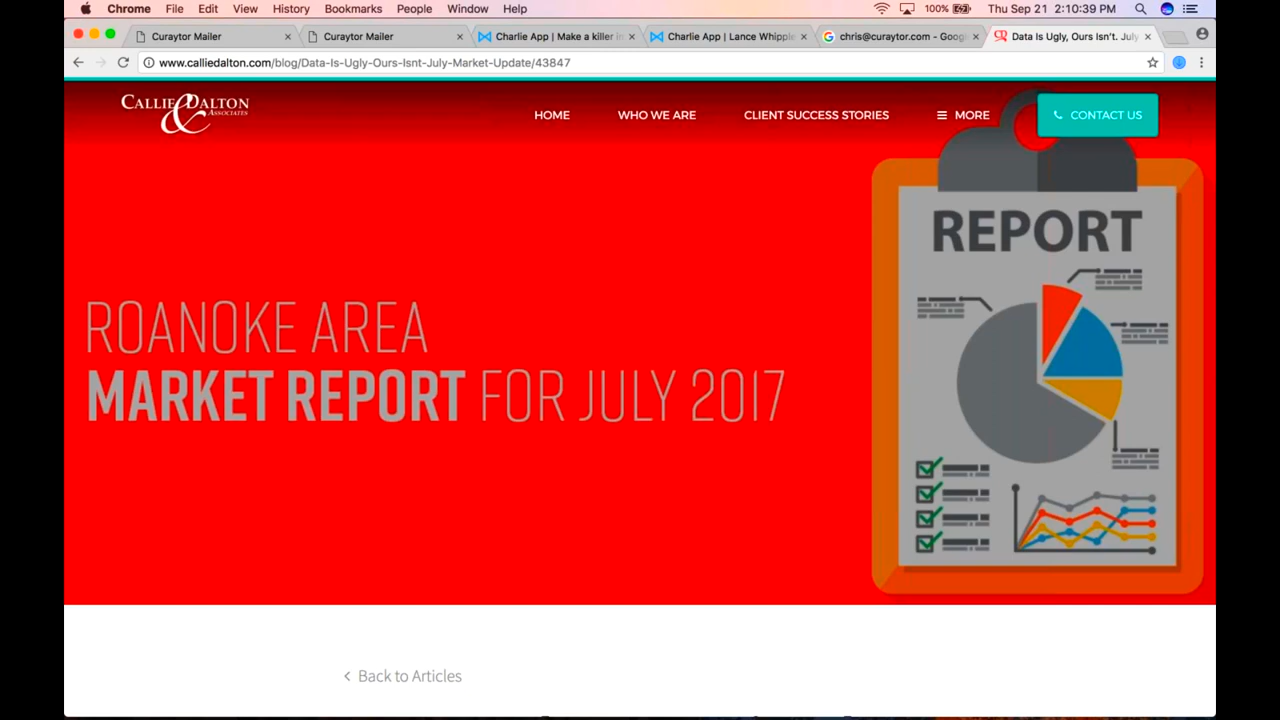 Chrome File Edit View History Bookmarks People Window Help 100% Thu Sep 21 2:10:39 PM
Curaytor Mailer
Curaytor Mailer
Charlie App | Make a killer in
Charlie App | Lance Whipple
chris@curaytor.com - Google
Data Is Ugly, Ours Isn't. July
www.calliedalton.com/blog/Data-Is-Ugly-Ours-Isnt-July-Market-Update/43847
CALLIE DALTON
& ASSOCIATES
HOME WHO WE ARE CLIENT SUCCESS STORIES MORE CONTACT US
REPORT
ROANOKE AREA
MARKET REPORT FOR JULY 2017
Back to Articles